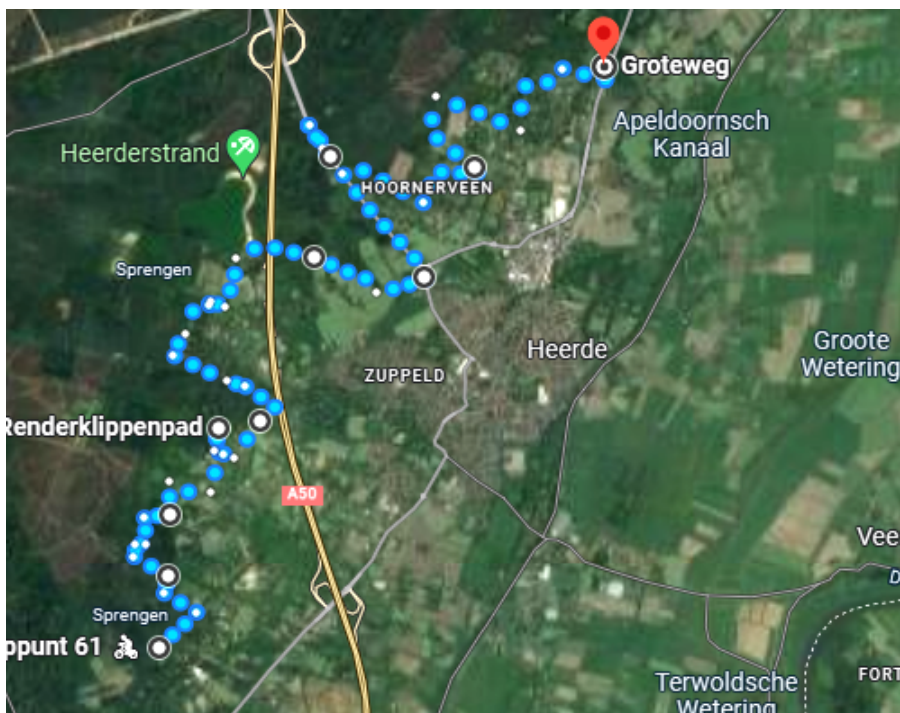 Groteweg
Apeldoornsch
Kanaal
Heerderstrand
HOORNERVEEN
Sprengen
Groote
Wetering
Heerde
ZUPPELD
Renderklippenpad
A50
Vee
D
Sprengen
ppunt 61
FORT
Terwoldsche
Wetering